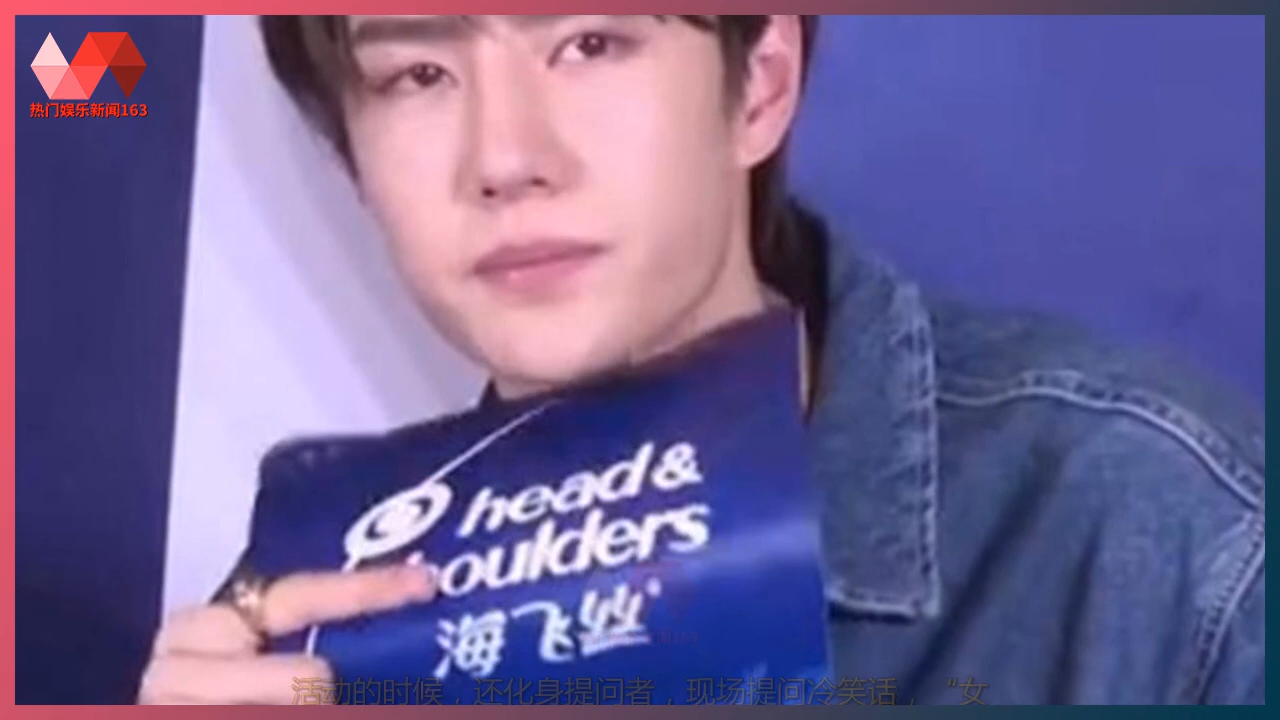 热门娱乐新闻163
head &
shoulders
海飞丝
活动的时候，还化身提问者，现场提问冷笑话，“女